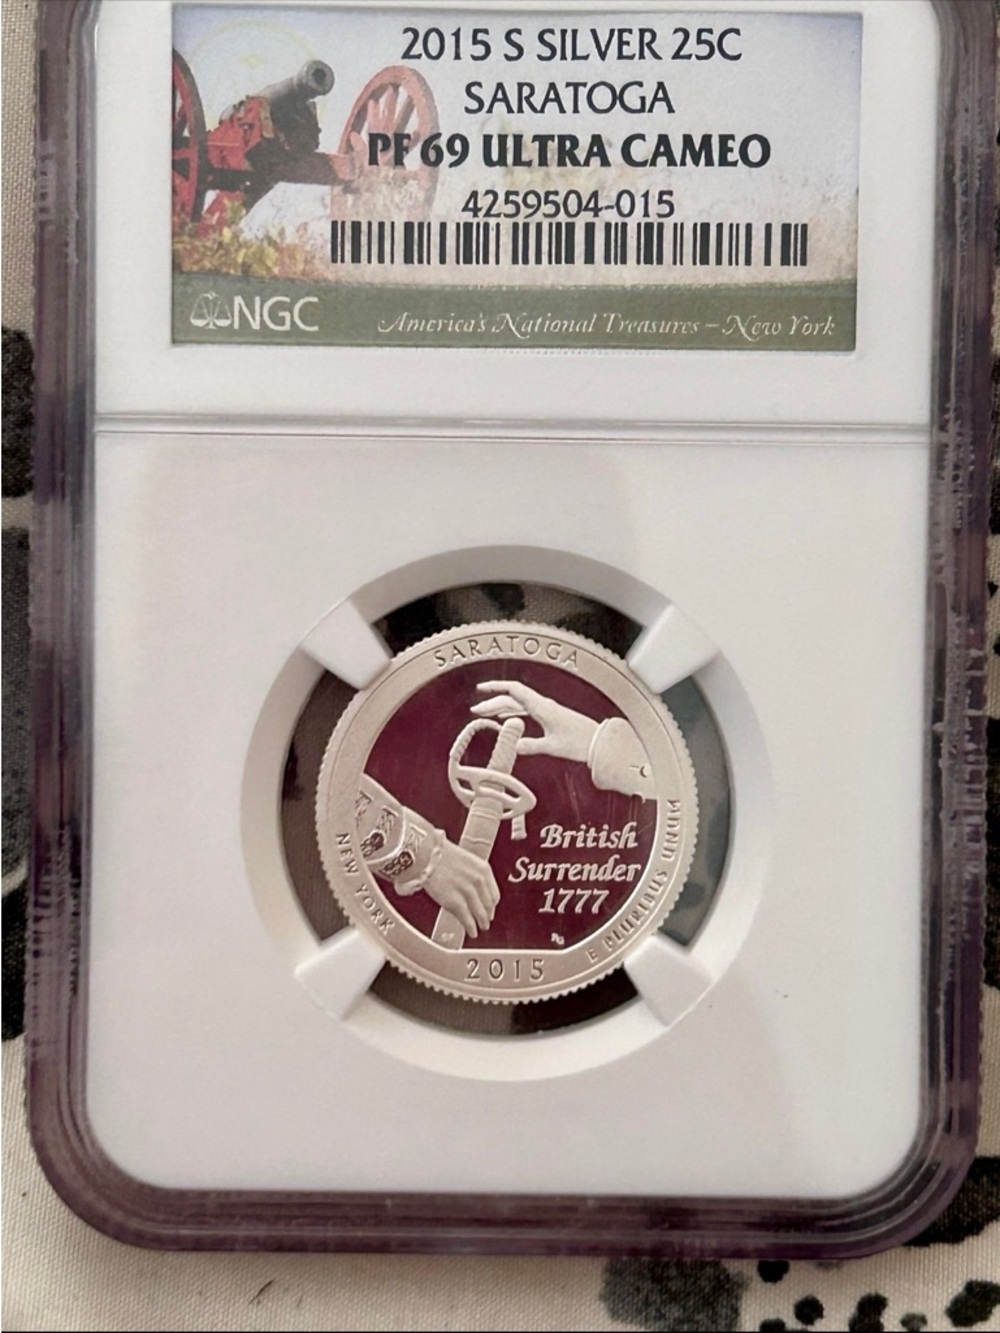 2015 S SILVER 25C
SARATOGA
PF 69 ULTRA CAMEO
4259504-015
NGC
America's National Treasures – New York
SARATOGA
British
Surrender
1777
NEW YORK
2015
E PLURIBUS UNUM